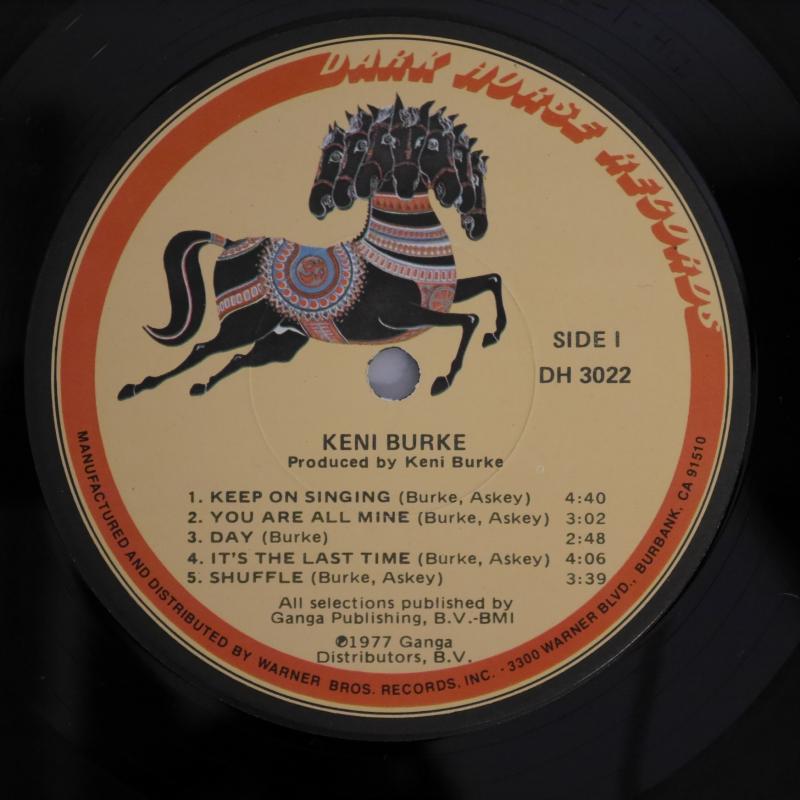 DARK HORSE RECORDS
SIDE I
DH 3022
KENI BURKE
Produced by Keni Burke
1. KEEP ON SINGING (Burke, Askey) 4:40
2. YOU ARE ALL MINE (Burke, Askey) 3:02
3. DAY (Burke) 2:48
4. IT'S THE LAST TIME (Burke, Askey) 4:06
5. SHUFFLE (Burke, Askey) 3:39
All selections published by
Ganga Publishing, B.V.-BMI
℗1977 Ganga
Distributors, B.V.
MANUFACTURED AND DISTRIBUTED BY WARNER BROS. RECORDS, INC. · 3300 WARNER BLVD., BURBANK, CA 91510